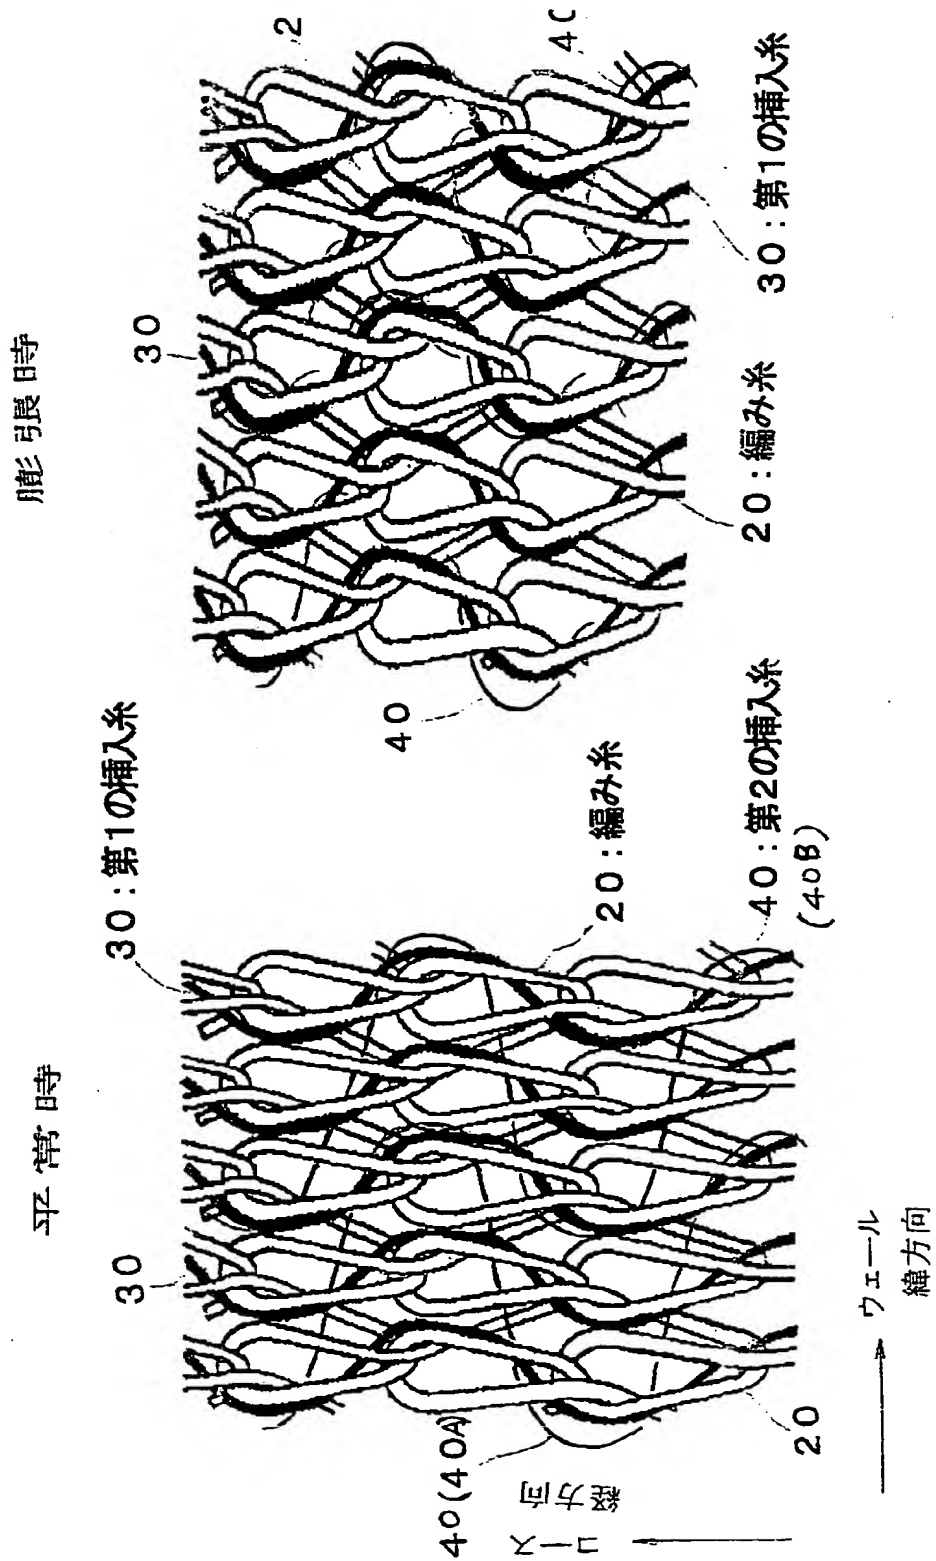 平常時
30
30：第1の挿入糸
40(40A)
20：編み糸
20
40：第2の挿入糸
(40B)
コース
経方向
ウェール
緯方向
膨張時
30
2
40
20：編み糸
30：第1の挿入糸